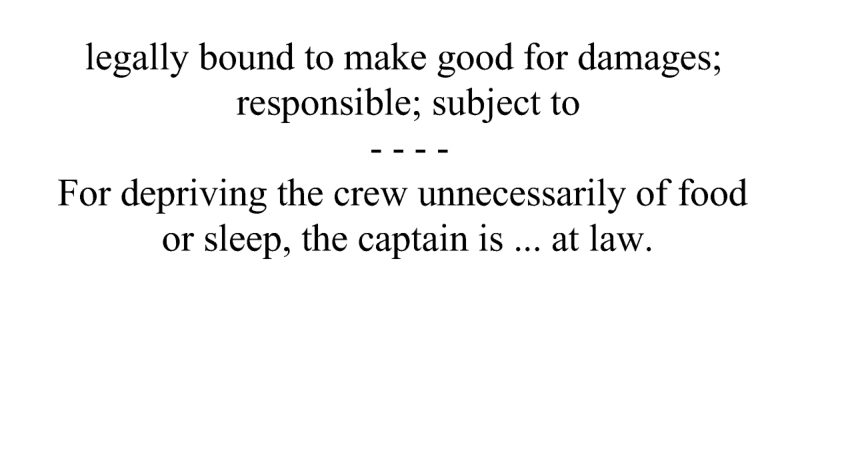 legally bound to make good for damages;
responsible; subject to
- - - -
For depriving the crew unnecessarily of food
or sleep, the captain is ... at law.